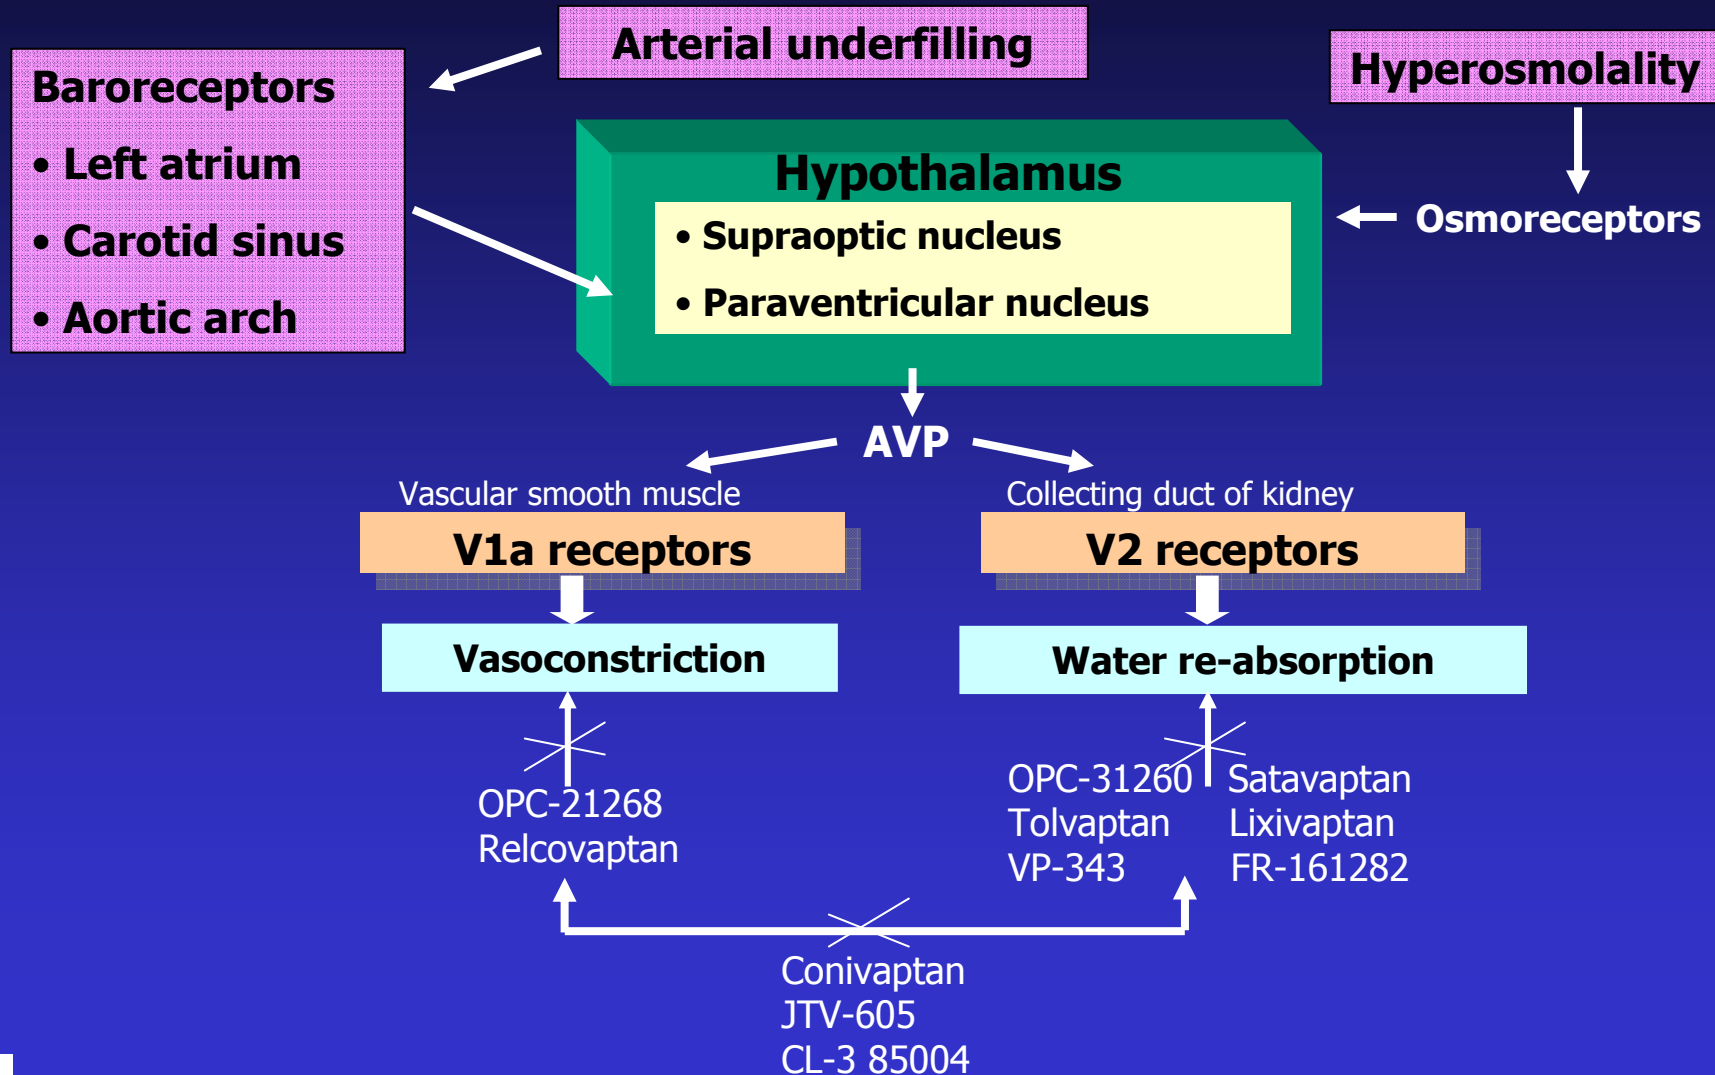 Arterial underfilling
Hyperosmolality
Baroreceptors
• Left atrium
• Carotid sinus
• Aortic arch
Hypothalamus
• Supraoptic nucleus
• Paraventricular nucleus
Osmoreceptors
AVP
Vascular smooth muscle
V1a receptors
Vasoconstriction
OPC-21268
Relcovaptan
Collecting duct of kidney
V2 receptors
Water re-absorption
OPC-31260 Satavaptan
Tolvaptan Lixivaptan
VP-343 FR-161282
Conivaptan
JTV-605
CL-3 85004